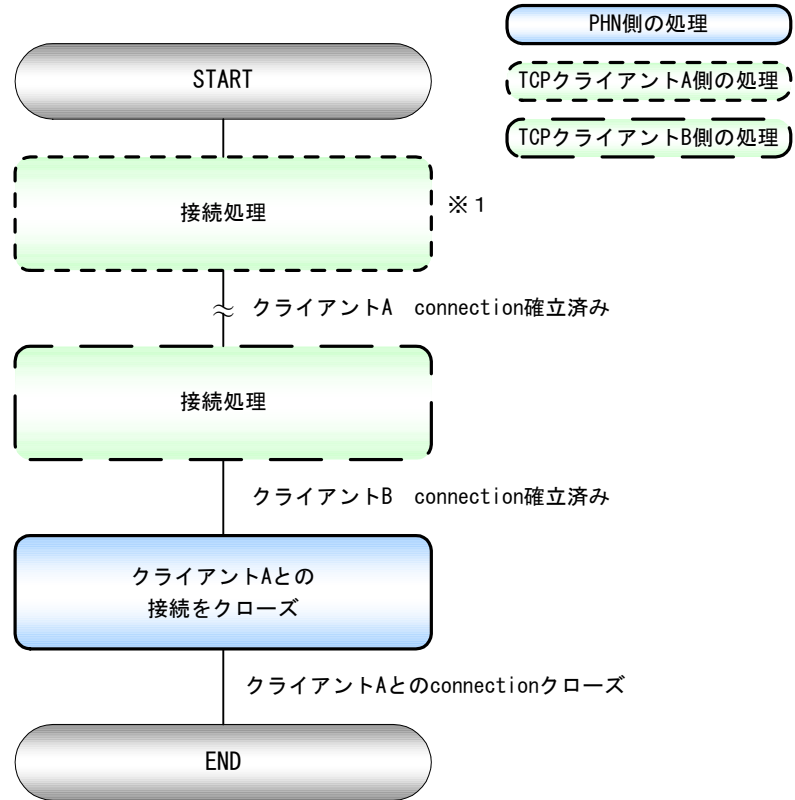 PHN側の処理
TCPクライアントA側の処理
TCPクライアントB側の処理
START
接続処理
※１
クライアントA　connection確立済み
接続処理
クライアントB　connection確立済み
クライアントAとの
接続をクローズ
クライアントAとのconnectionクローズ
END